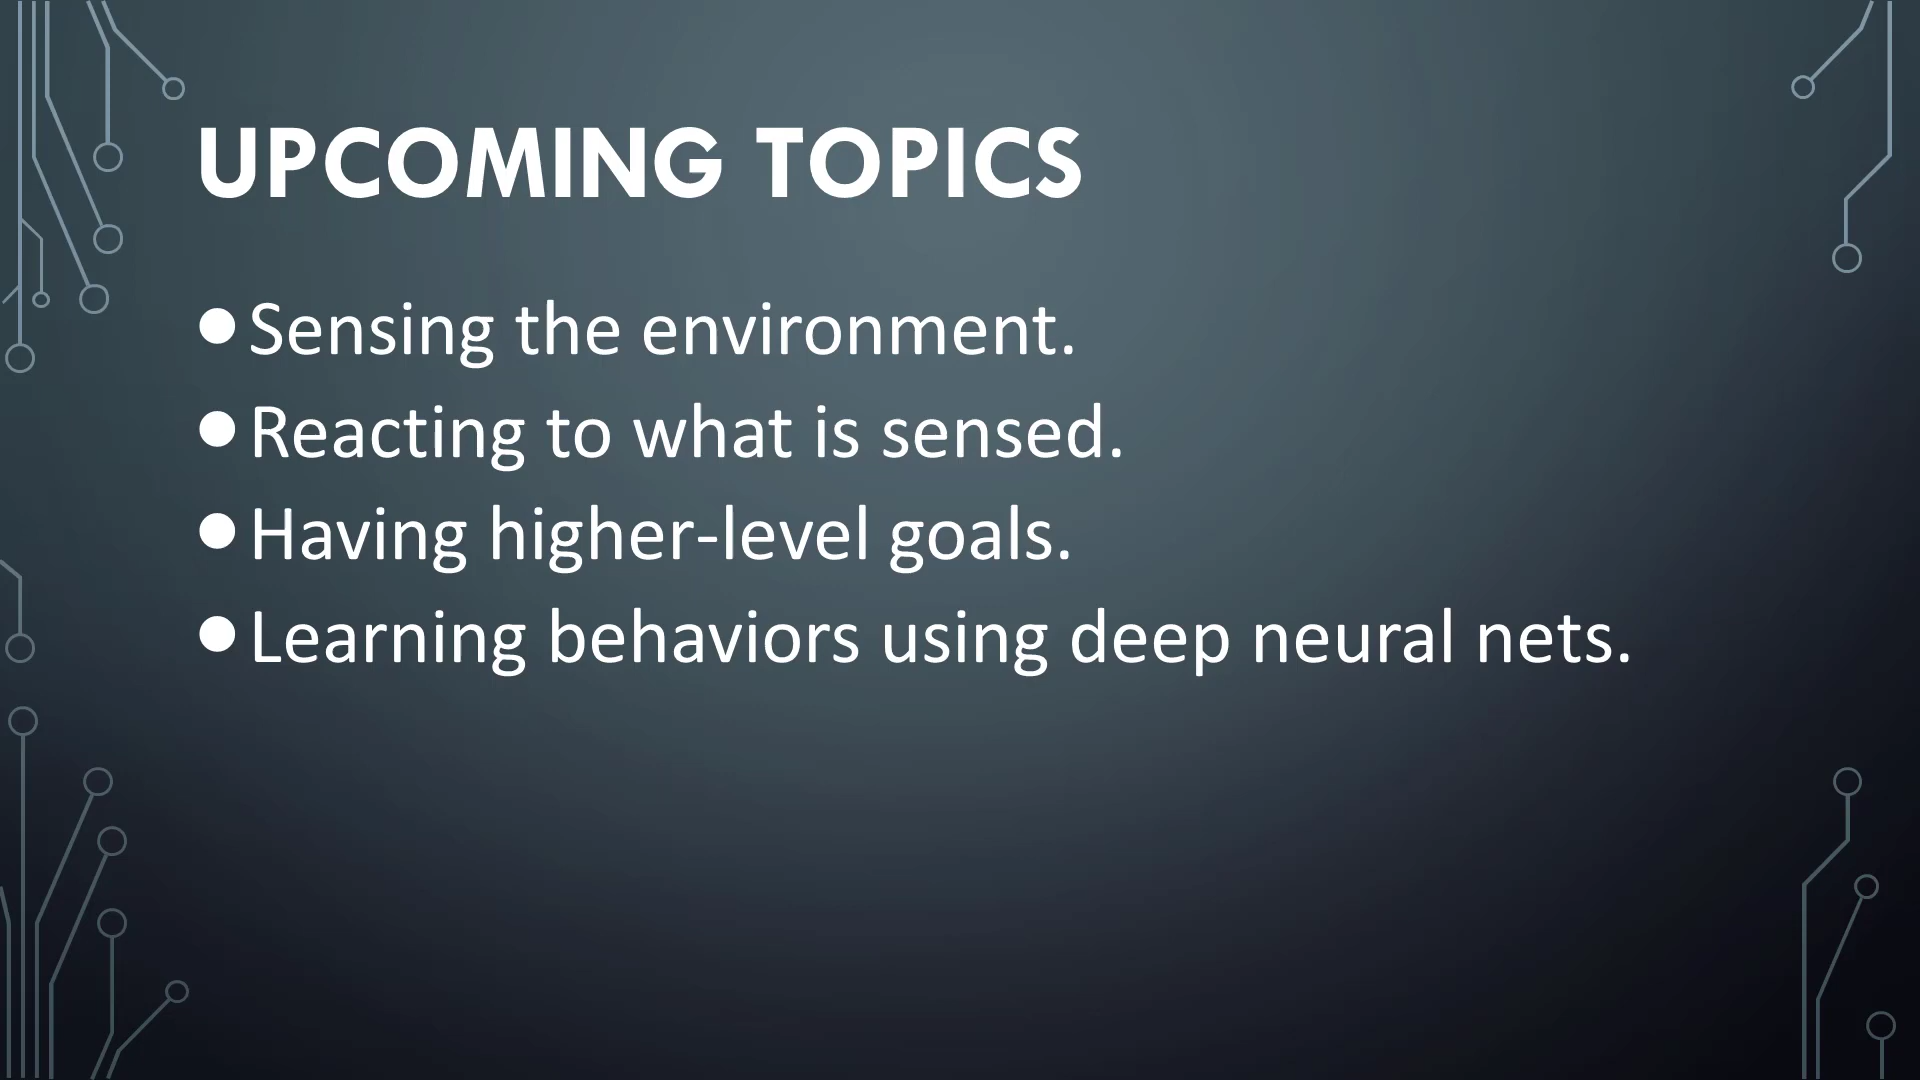 UPCOMING TOPICS
● Sensing the environment.
● Reacting to what is sensed.
● Having higher-level goals.
● Learning behaviors using deep neural nets.